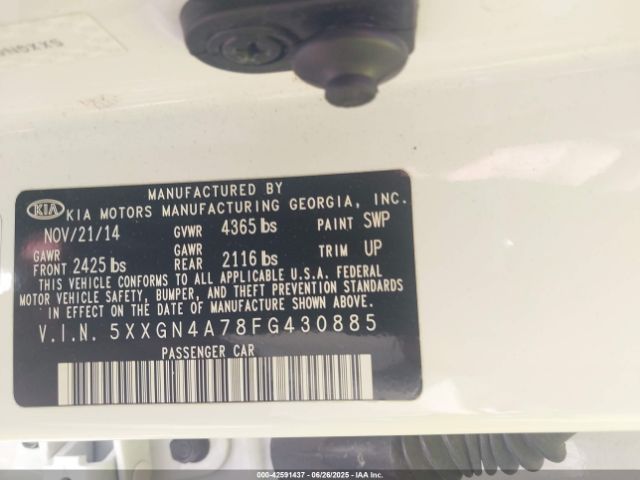 MANUFACTURED BY
KIA KIA MOTORS MANUFACTURING GEORGIA, INC.
NOV/21/14 GVWR 4365 lbs PAINT SWP
GAWR FRONT 2425 lbs GAWR REAR 2116 lbs TRIM UP
THIS VEHICLE CONFORMS TO ALL APPLICABLE U.S.A. FEDERAL
MOTOR VEHICLE SAFETY, BUMPER, AND THEFT PREVENTION STANDARDS
IN EFFECT ON THE DATE OF MANUFACTURE SHOWN ABOVE.
V.I.N. 5XXGN4A78FG430885
PASSENGER CAR
000-42591437 - 06/26/2025 - IAA Inc.